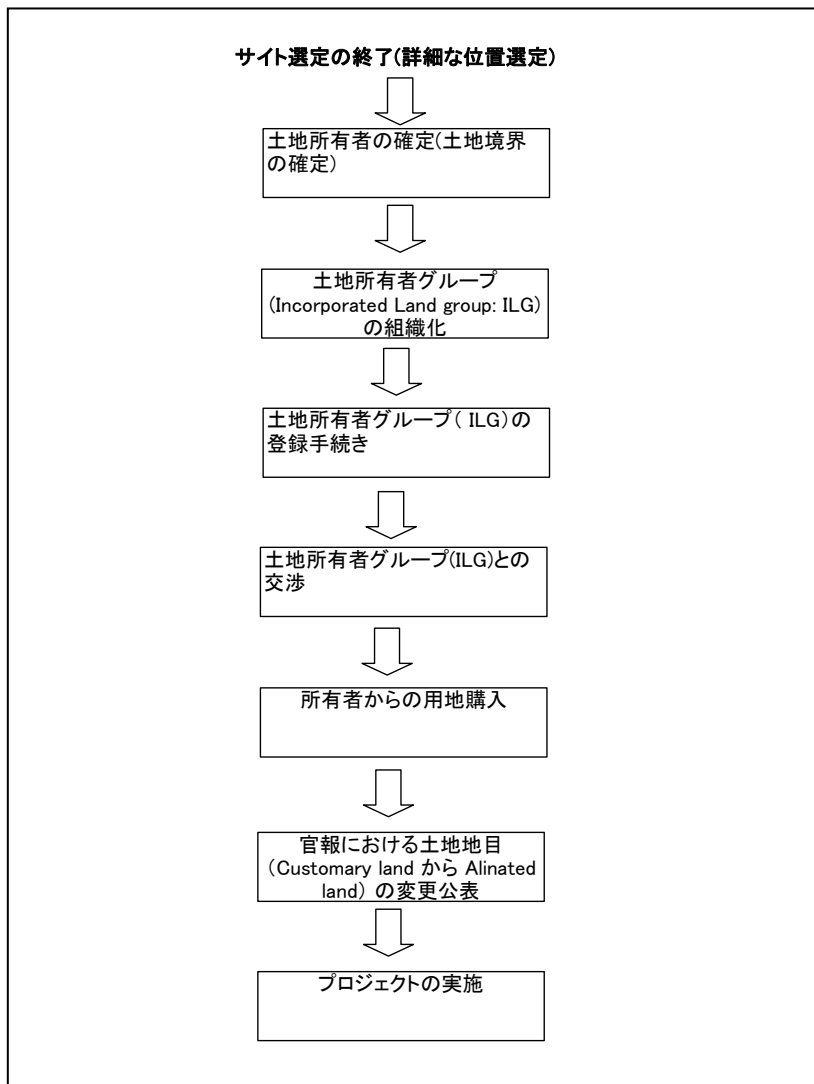 サイト選定の終了(詳細な位置選定)
土地所有者の確定(土地境界
の確定)
土地所有者グループ
(Incorporated Land group: ILG)
の組織化
土地所有者グループ( ILG)の
登録手続き
土地所有者グループ(ILG)との
交渉
所有者からの用地購入
官報における土地地目
(Customary land から Alinated
land) の変更公表
プロジェクトの実施